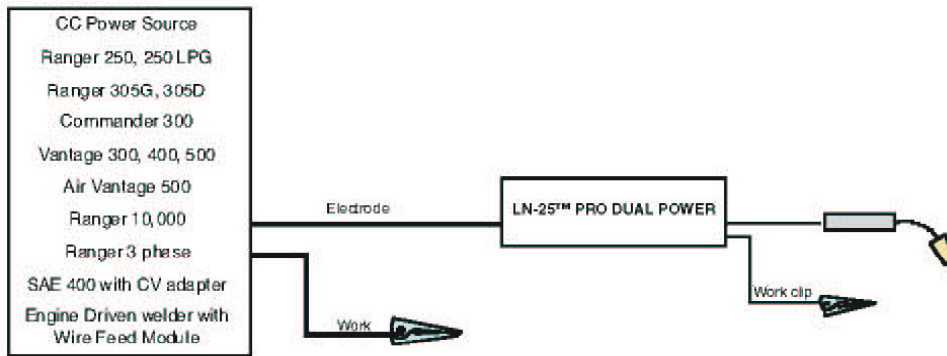 CC Power Source
Ranger 250, 250 LPG
Ranger 305G, 305D
Commander 300
Vantage 300, 400, 500
Air Vantage 500
Ranger 10,000
Ranger 3 phase
SAE 400 with CV adapter
Engine Driven welder with
Wire Feed Module
Electrode
Work
LN-25™ PRO DUAL POWER
Work clip